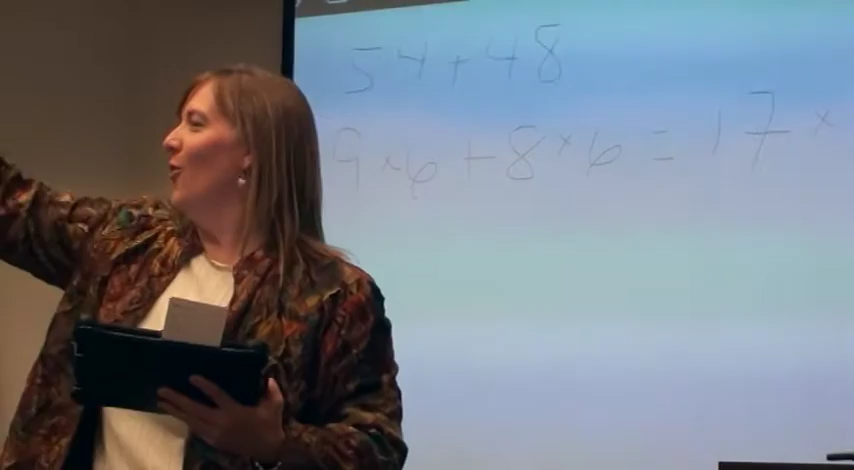 54 + 48
9 × 6 + 8 × 6 = 17 ×